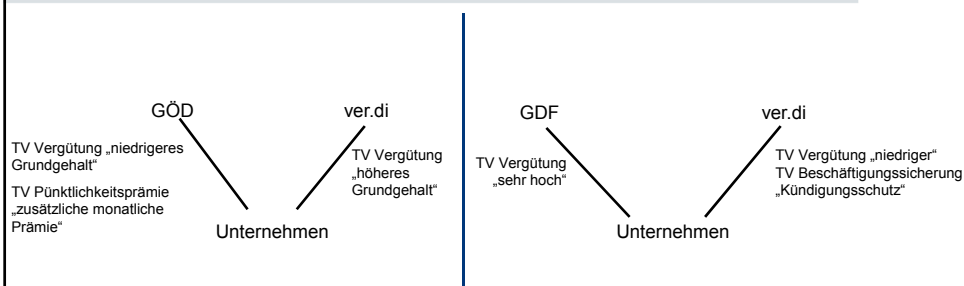 GÖD
ver.di
TV Vergütung „niedrigeres
Grundgehalt“
TV Pünktlichkeitsprämie
„zusätzliche monatliche
Prämie“
TV Vergütung
„höheres
Grundgehalt“
Unternehmen
GDF
ver.di
TV Vergütung
„sehr hoch“
TV Vergütung „niedriger“
TV Beschäftigungssicherung
„Kündigungsschutz“
Unternehmen